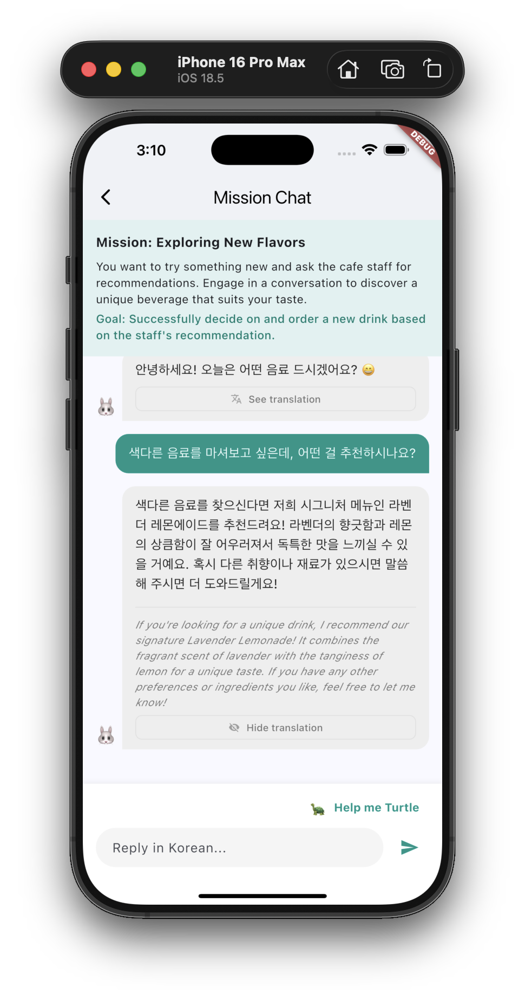 iPhone 16 Pro Max
iOS 18.5
3:10
DEBUG
Mission Chat
Mission: Exploring New Flavors
You want to try something new and ask the cafe staff for
recommendations. Engage in a conversation to discover a
unique beverage that suits your taste.
Goal: Successfully decide on and order a new drink based
on the staff's recommendation.
안녕하세요! 오늘은 어떤 음료 드시겠어요? 😄
See translation
색다른 음료를 마셔보고 싶은데, 어떤 걸 추천하시나요?
색다른 음료를 찾으신다면 저희 시그니처 메뉴인 라벤
더 레몬에이드를 추천드려요! 라벤더의 향긋함과 레몬
의 상큼함이 잘 어우러져서 독특한 맛을 느끼실 수 있
을 거예요. 혹시 다른 취향이나 재료가 있으시면 말씀
해 주시면 더 도와드릴게요!
If you're looking for a unique drink, I recommend our
signature Lavender Lemonade! It combines the
fragrant scent of lavender with the tanginess of
lemon for a unique taste. If you have any other
preferences or ingredients you like, feel free to let me
know!
Hide translation
Help me Turtle
Reply in Korean...